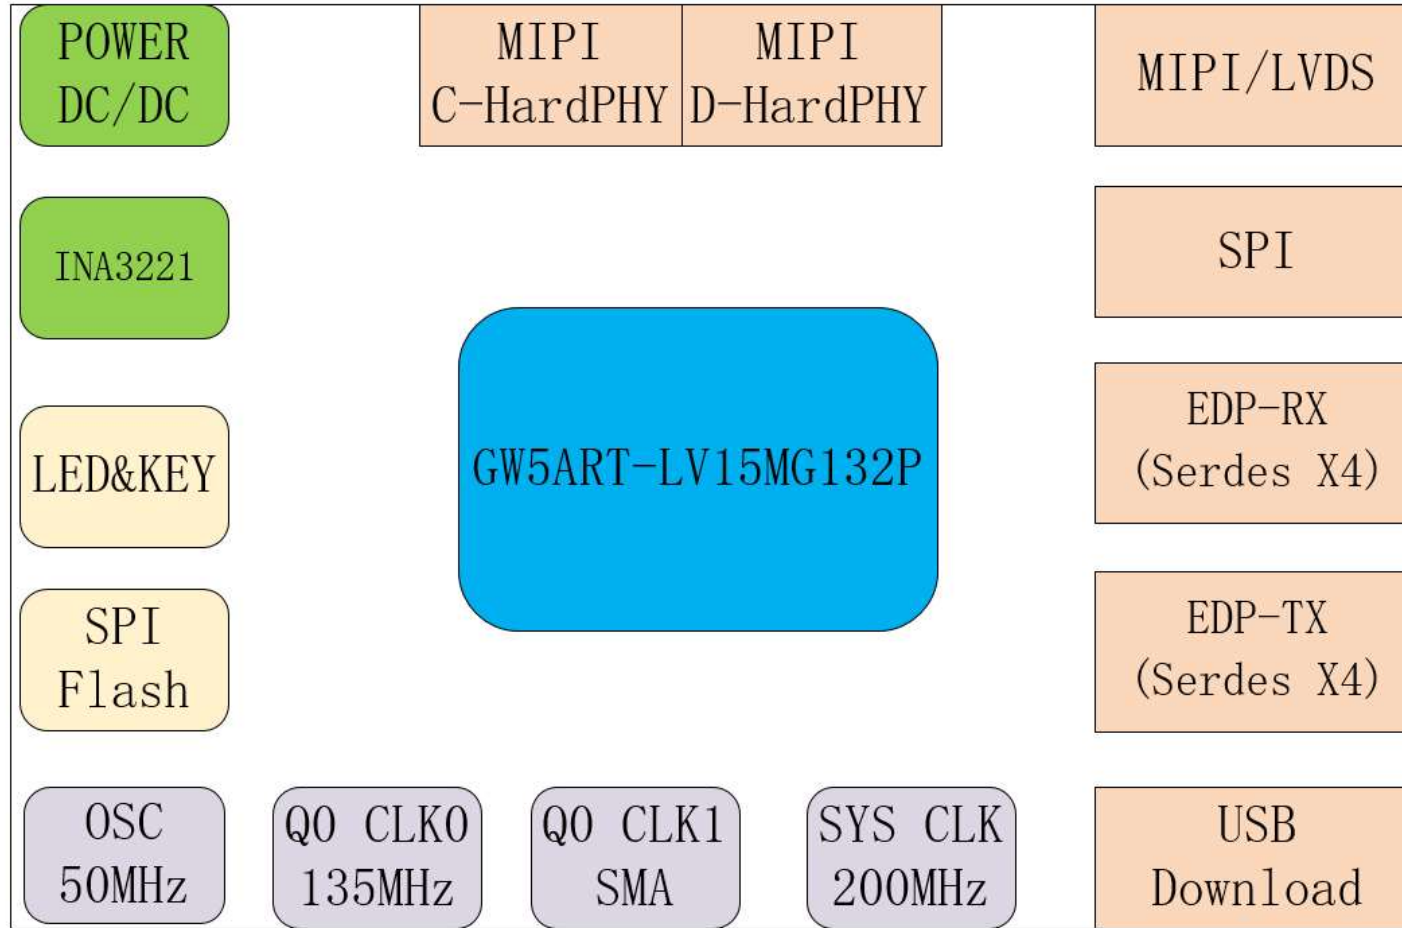 POWER
DC/DC
MIPI
C-HardPHY
MIPI
D-HardPHY
MIPI/LVDS
INA3221
SPI
LED&KEY
GW5ART-LV15MG132P
EDP-RX
(Serdes X4)
SPI
Flash
EDP-TX
(Serdes X4)
OSC
50MHz
Q0 CLK0
135MHz
Q0 CLK1
SMA
SYS CLK
200MHz
USB
Download